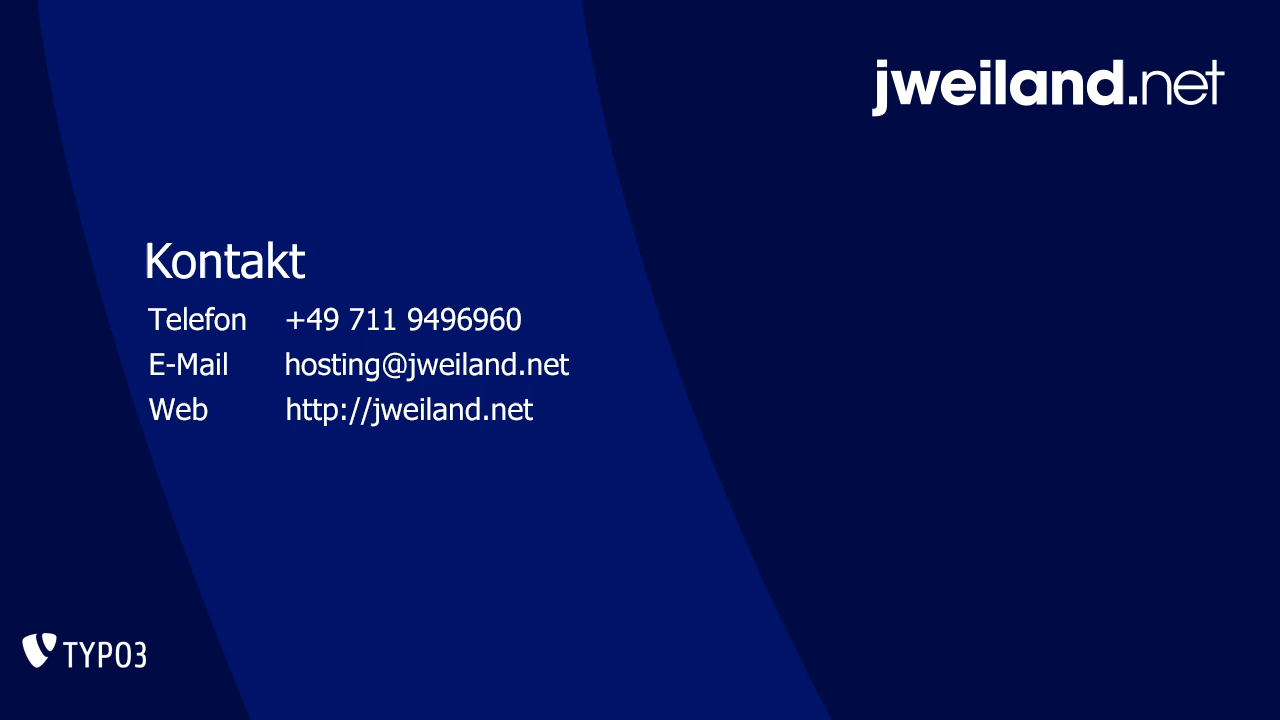 jweiland.net
Kontakt
Telefon +49 711 9496960
E-Mail hosting@jweiland.net
Web http://jweiland.net
TYPO3